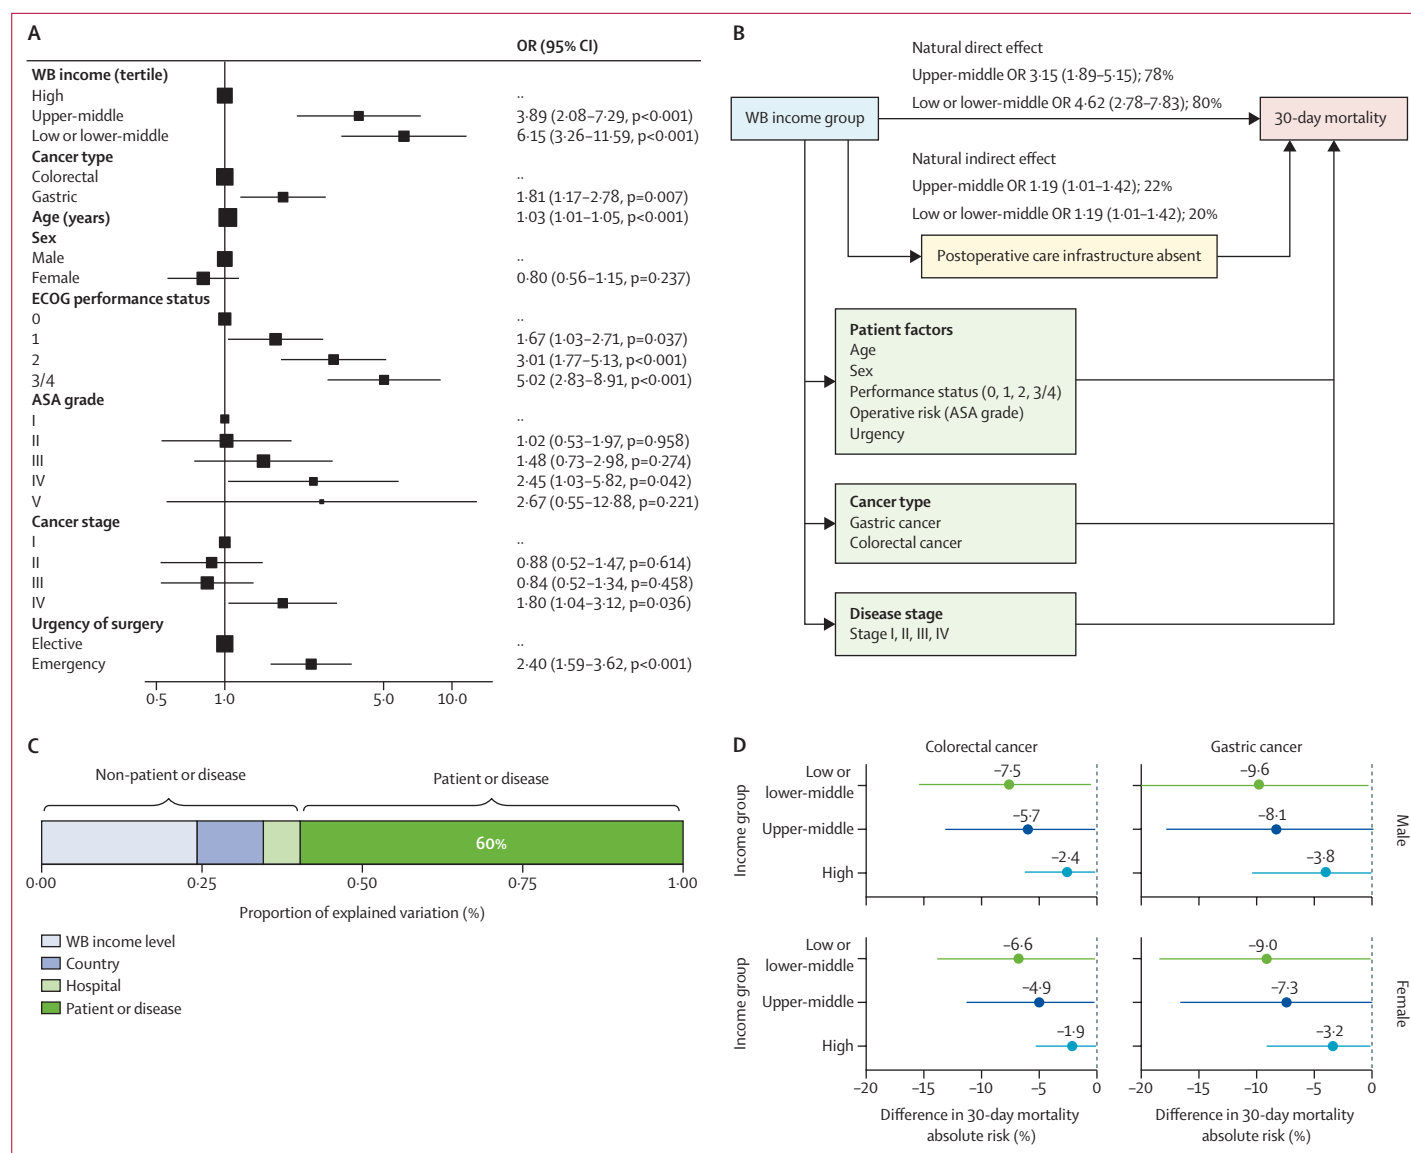 A
OR (95% CI)
WB income (tertile)
High ··
Upper-middle 3·89 (2·08–7·29, p<0·001)
Low or lower-middle 6·15 (3·26–11·59, p<0·001)
Cancer type
Colorectal ··
Gastric 1·81 (1·17–2·78, p=0·007)
Age (years) 1·03 (1·01–1·05, p<0·001)
Sex
Male ··
Female 0·80 (0·56–1·15, p=0·237)
ECOG performance status
0 ··
1 1·67 (1·03–2·71, p=0·037)
2 3·01 (1·77–5·13, p<0·001)
3/4 5·02 (2·83–8·91, p<0·001)
ASA grade
I ··
II 1·02 (0·53–1·97, p=0·958)
III 1·48 (0·73–2·98, p=0·274)
IV 2·45 (1·03–5·82, p=0·042)
V 2·67 (0·55–12·88, p=0·221)
Cancer stage
I ··
II 0·88 (0·52–1·47, p=0·614)
III 0·84 (0·52–1·34, p=0·458)
IV 1·80 (1·04–3·12, p=0·036)
Urgency of surgery
Elective ··
Emergency 2·40 (1·59–3·62, p<0·001)
0·5 1·0 5·0 10·0
B
Natural direct effect
Upper-middle OR 3·15 (1·89–5·15); 78%
Low or lower-middle OR 4·62 (2·78–7·83); 80%
WB income group
30-day mortality
Natural indirect effect
Upper-middle OR 1·19 (1·01–1·42); 22%
Low or lower-middle OR 1·19 (1·01–1·42); 20%
Postoperative care infrastructure absent
Patient factors
Age
Sex
Performance status (0, 1, 2, 3/4)
Operative risk (ASA grade)
Urgency
Cancer type
Gastric cancer
Colorectal cancer
Disease stage
Stage I, II, III, IV
C
Non-patient or disease
Patient or disease
60%
0·00 0·25 0·50 0·75 1·00
Proportion of explained variation (%)
WB income level
Country
Hospital
Patient or disease
D
Colorectal cancer
Gastric cancer
Income group
Low or
lower-middle
−7·5
−9·6
Upper-middle
−5·7
−8·1
High
−2·4
−3·8
Male
Income group
Low or
lower-middle
−6·6
−9·0
Upper-middle
−4·9
−7·3
High
−1·9
−3·2
Female
−20 −15 −10 −5 0
−20 −15 −10 −5 0
Difference in 30-day mortality
absolute risk (%)
Difference in 30-day mortality
absolute risk (%)